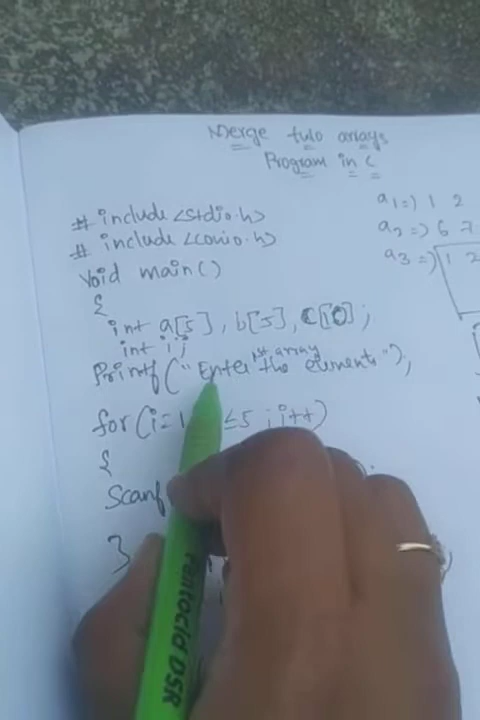 Merge two arrays
Program in C
a1=) 1 2
a2=) 6 7
a3=) 1 2
# include <stdio.h>
# include <conio.h>
void main()
{
int a[5], b[5], c[10];
int i;
Printf("Enter the 1st array elements");
for(i=1 ≤5; i++)
{
Scanf
}
Pantocid DSR